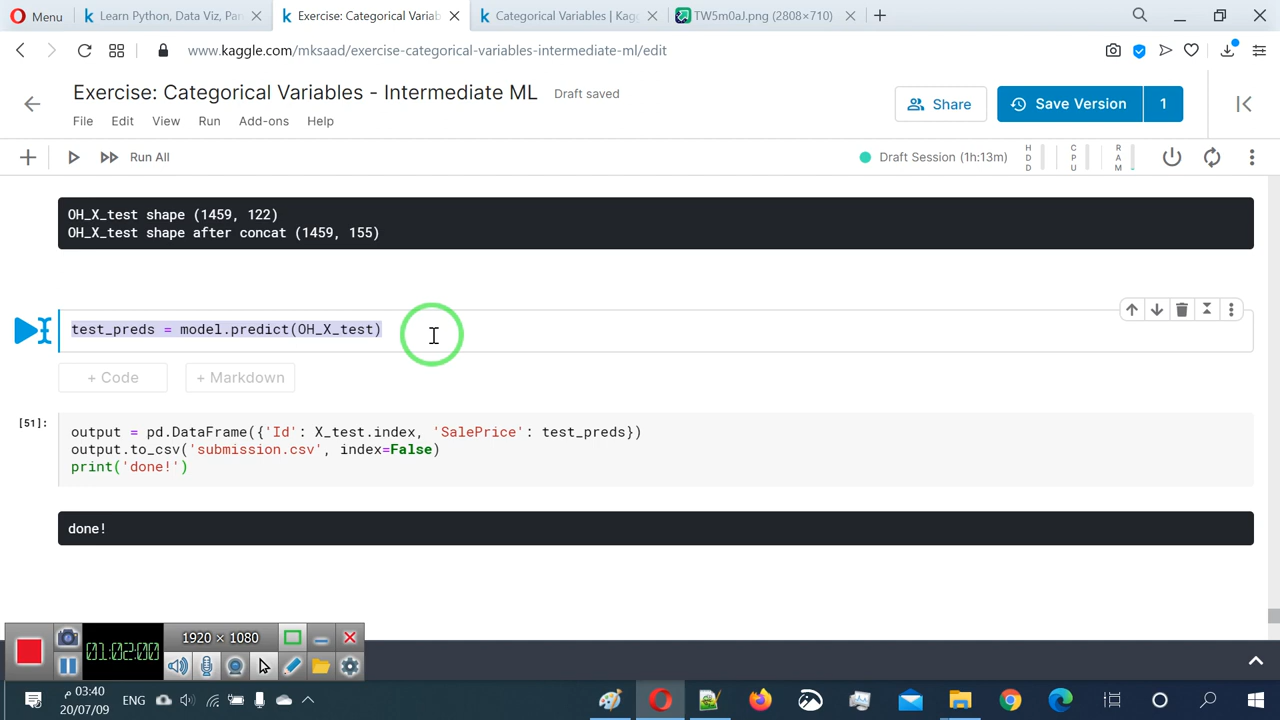 Menu
Learn Python, Data Viz, Pan
Exercise: Categorical Variab
Categorical Variables | Kagg
TW5n0aJ.png (2808×710)
www.kaggle.com/mksaad/exercise-categorical-variables-intermediate-ml/edit
Exercise: Categorical Variables - Intermediate ML
Draft saved
File Edit View Run Add-ons Help
Share
Save Version
1
Run All
Draft Session (1h:13m)
HDD
CPU
RAM
OH_X_test shape (1459, 122)
OH_X_test shape after concat (1459, 155)
test_preds = model.predict(OH_X_test)
+ Code
+ Markdown
[51]:
output = pd.DataFrame({'Id': X_test.index, 'SalePrice': test_preds})
output.to_csv('submission.csv', index=False)
print('done!')
done!
01:02:00
1920 × 1080
03:40 م
20/07/09
ENG